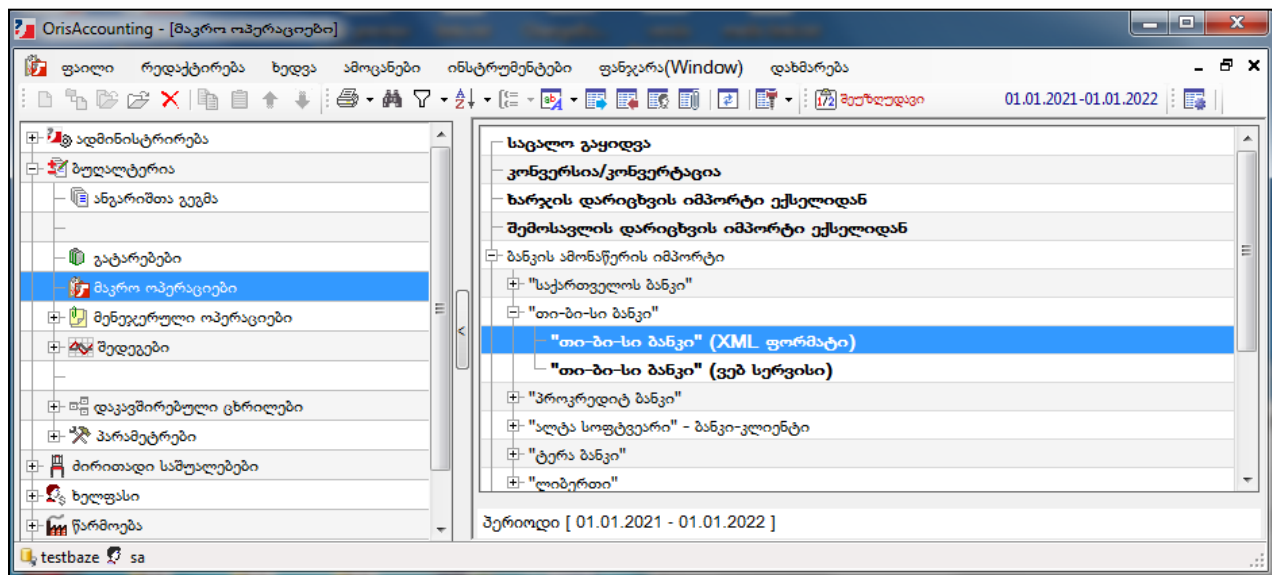 OrisAccounting - [მაკრო ოპერაციები]
ფაილი რედაქტირება ხედვა ამოცანები ინსტრუმენტები ფანჯარა(Window) დახმარება
შეუზღუდავი 01.01.2021-01.01.2022
ადმინისტრირება
ბუღალტერია
ანგარიშთა გეგმა
გატარებები
მაკრო ოპერაციები
მენეჯერული ოპერაციები
შედეგები
დაკავშირებული ცხრილები
პარამეტრები
ძირითადი საშუალებები
ხელფასი
წარმოება
საცალო გაყიდვა
კონვერსია/კონვერტაცია
ხარჯის დარიცხვის იმპორტი ექსელიდან
შემოსავლის დარიცხვის იმპორტი ექსელიდან
ბანკის ამონაწერის იმპორტი
"საქართველოს ბანკი"
"თი-ბი-სი ბანკი"
"თი-ბი-სი ბანკი" (XML ფორმატი)
"თი-ბი-სი ბანკი" (ვებ სერვისი)
"პროკრედიტ ბანკი"
"ალტა სოფტვეარი" - ბანკი-კლიენტი
"ტერა ბანკი"
"ლიბერთი"
პერიოდი [ 01.01.2021 - 01.01.2022 ]
testbaze sa